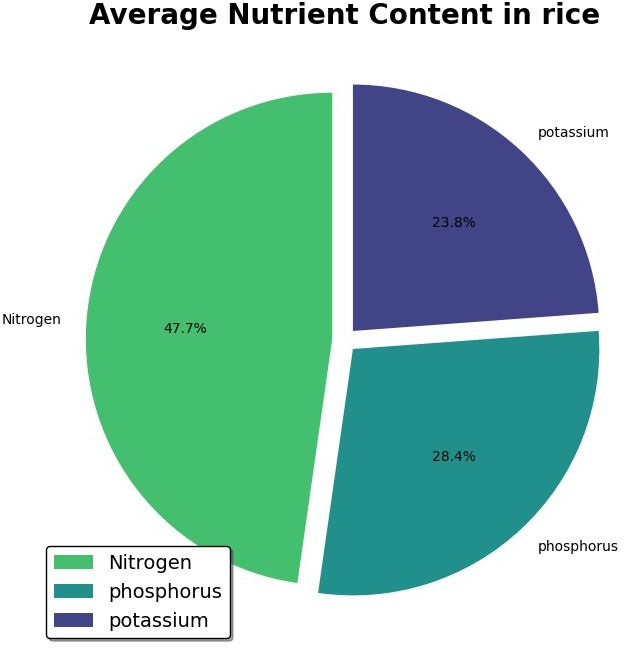 Average Nutrient Content in rice
potassium
23.8%
Nitrogen
47.7%
28.4%
phosphorus
Nitrogen
phosphorus
potassium